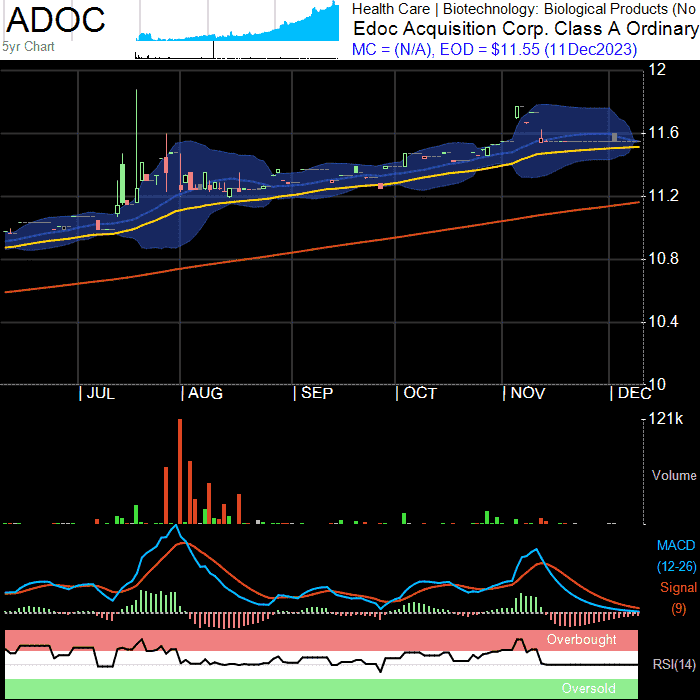 ADOC
5yr Chart
Health Care | Biotechnology: Biological Products (No
Edoc Acquisition Corp. Class A Ordinary
MC = (N/A), EOD = $11.55 (11Dec2023)
12
11.6
11.2
10.8
10.4
10
JUL
AUG
SEP
OCT
NOV
DEC
121k
Volume
MACD
(12-26)
Signal
(9)
Overbought
RSI(14)
Oversold